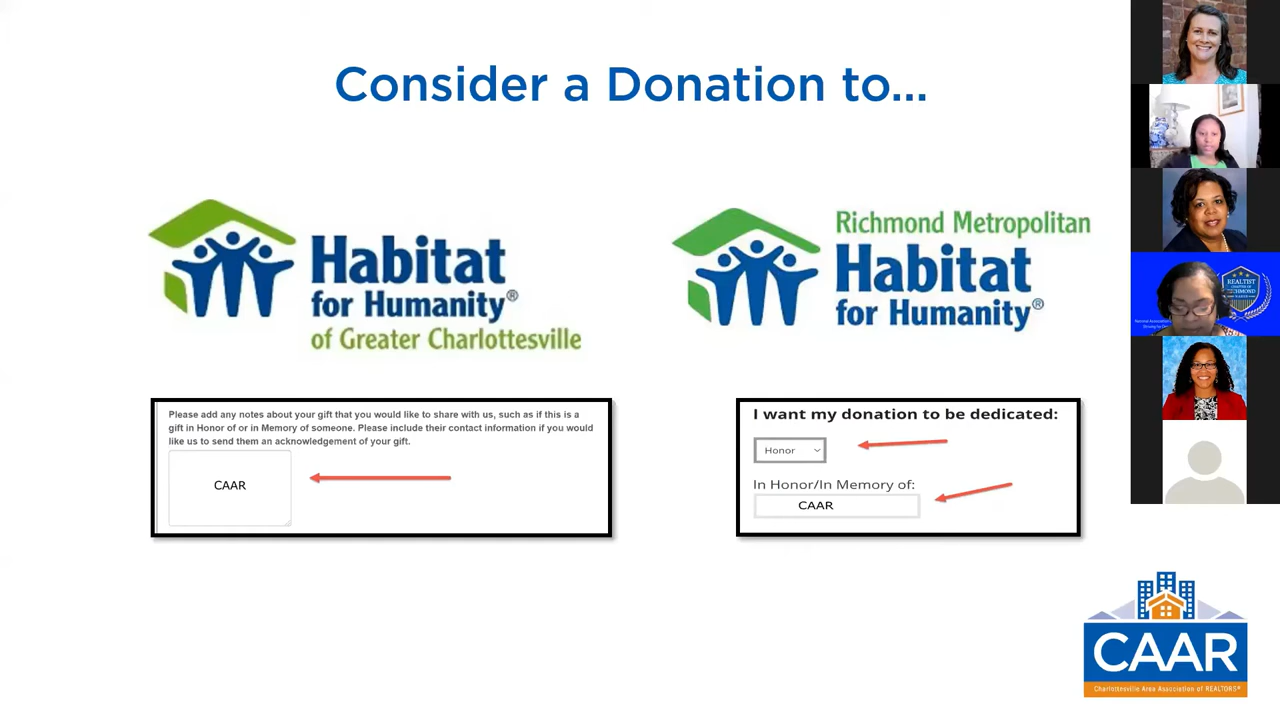 Consider a Donation to...
Habitat
for Humanity®
of Greater Charlottesville
Richmond Metropolitan
Habitat
for Humanity®
Please add any notes about your gift that you would like to share with us, such as if this is a
gift in Honor of or in Memory of someone. Please include their contact information if you would
like us to send them an acknowledgement of your gift.
CAAR
I want my donation to be dedicated:
Honor
In Honor/In Memory of:
CAAR
REALTIST
CAAR
Charlottesville Area Association of REALTORS®